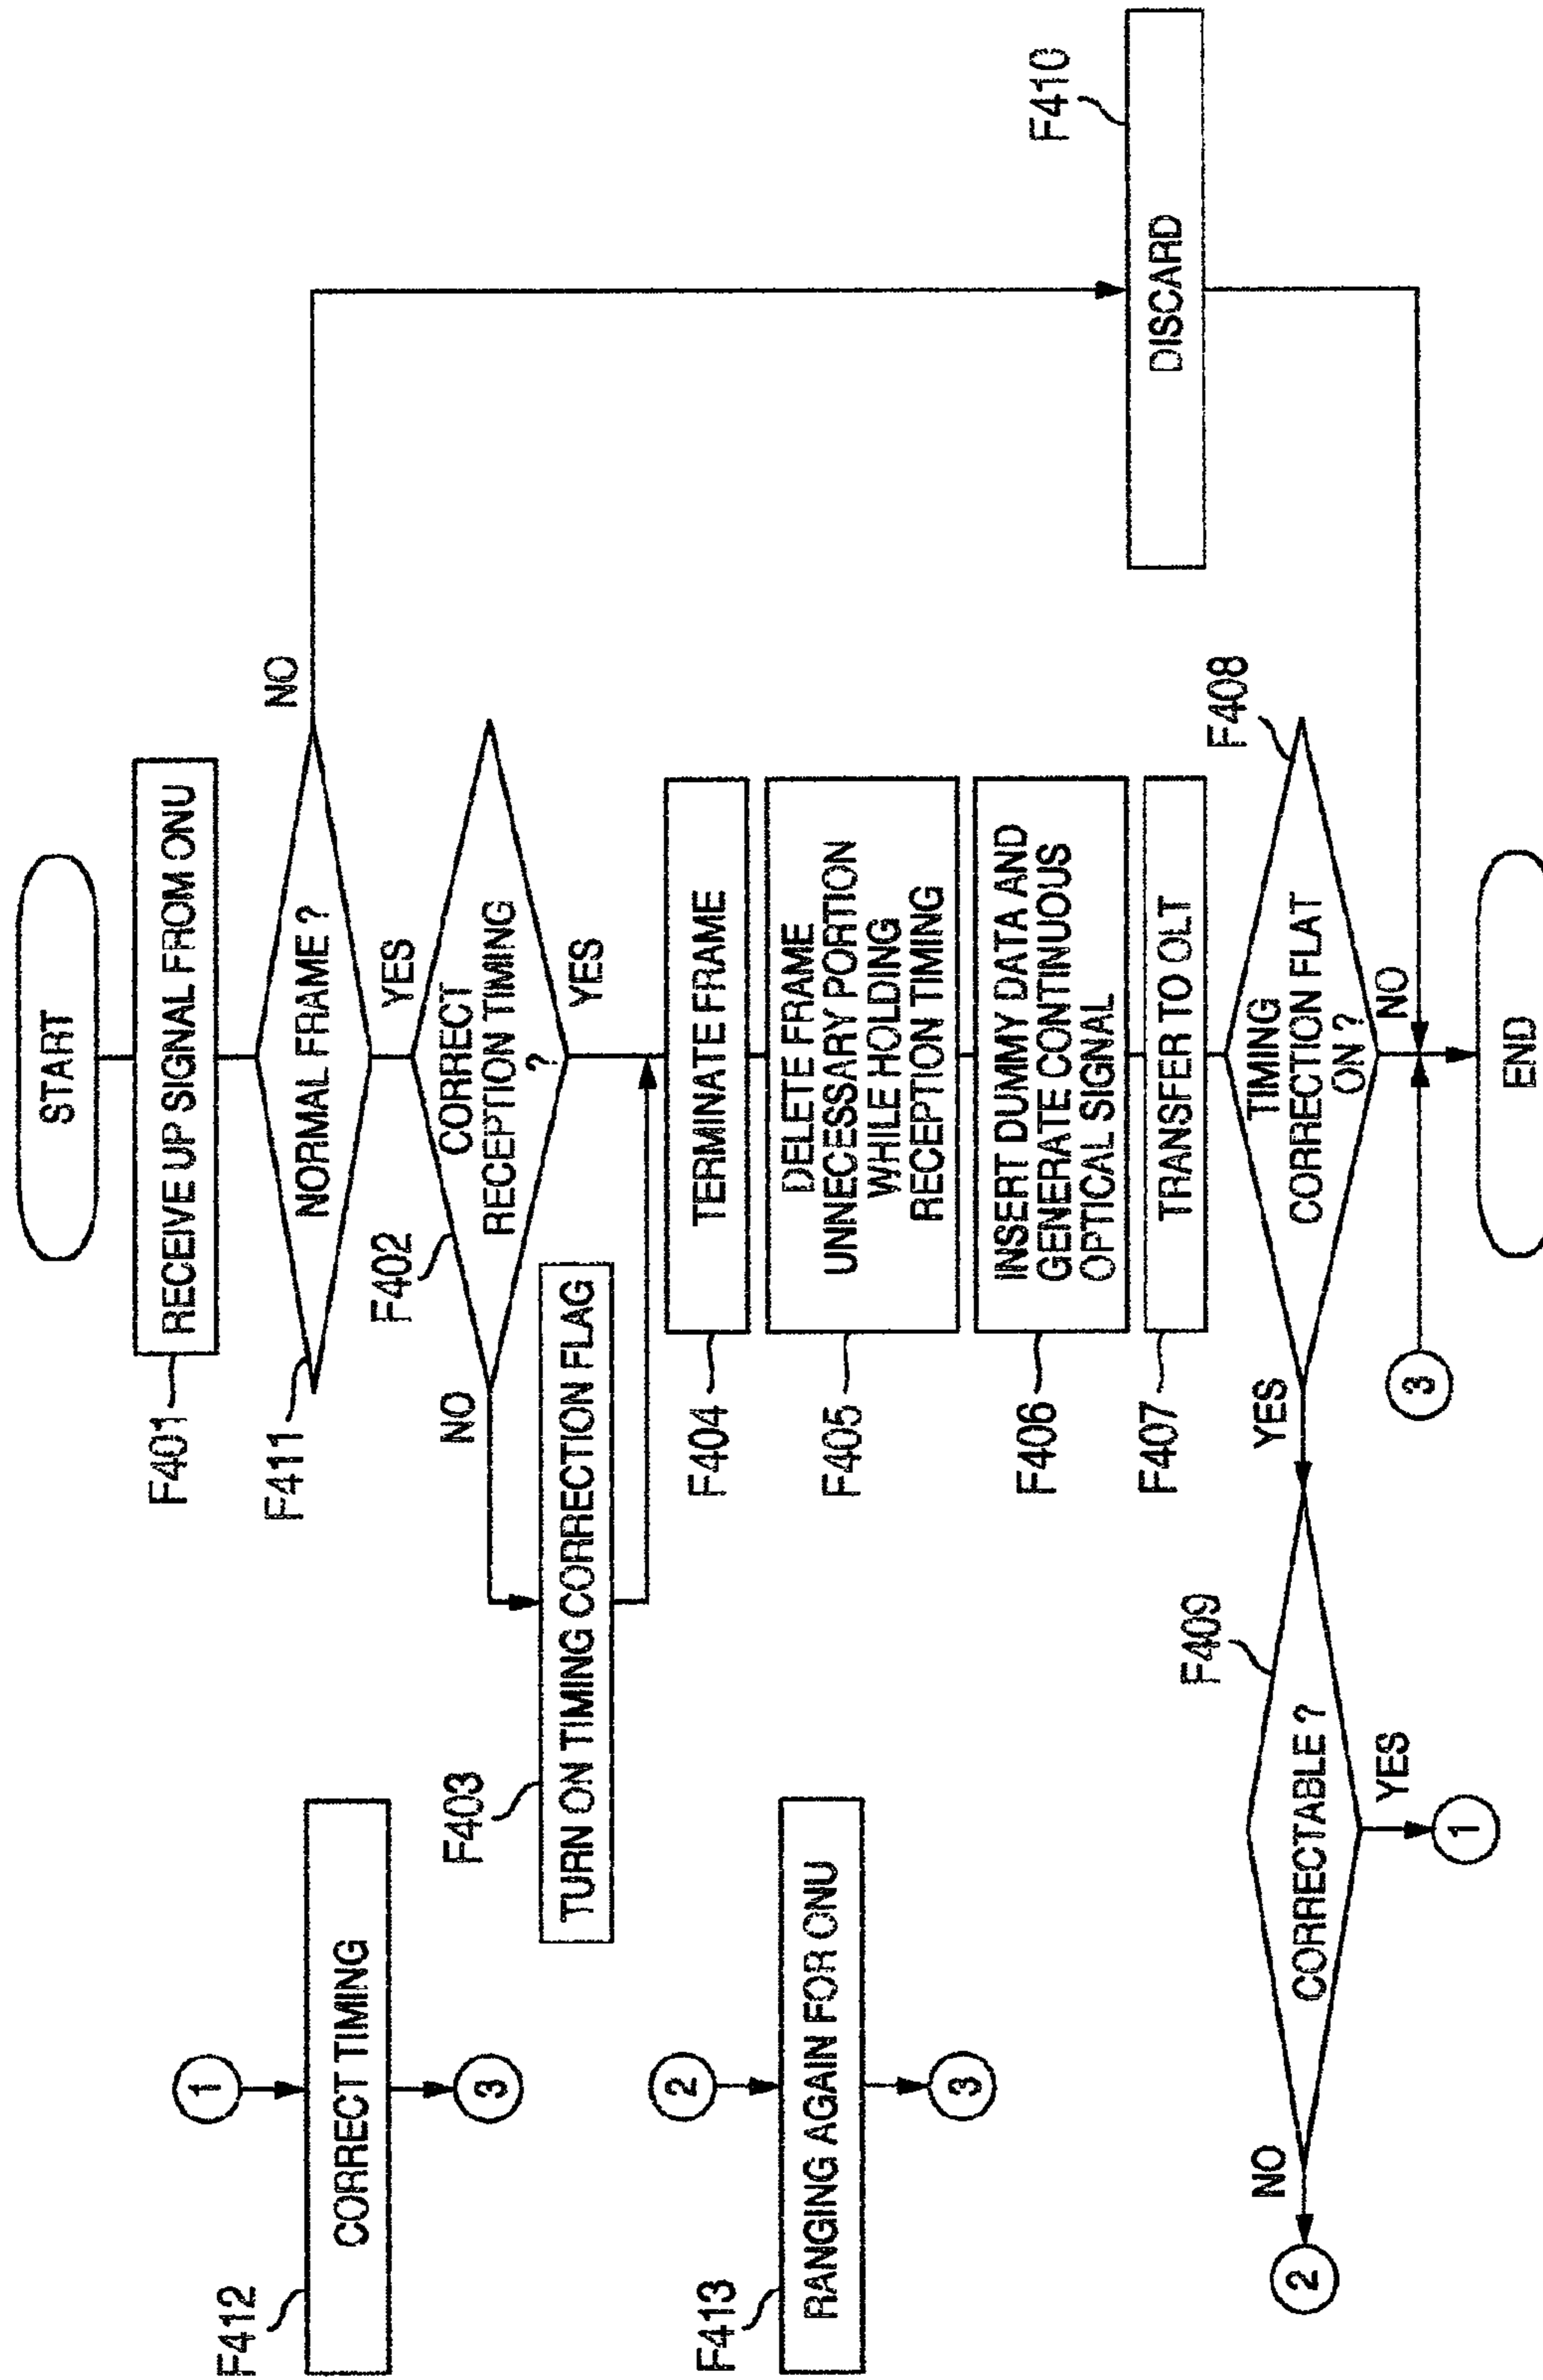 START
F401
RECEIVE UP SIGNAL FROM ONU
F411
NORMAL FRAME ?
NO
YES
F402
CORRECT
RECEPTION TIMING
?
NO
YES
F403
TURN ON TIMING CORRECTION FLAG
F404
TERMINATE FRAME
F405
DELETE FRAME
UNNECESSARY PORTION
WHILE HOLDING
RECEPTION TIMING
F406
INSERT DUMMY DATA AND
GENERATE CONTINUOUS
OPTICAL SIGNAL
F407
TRANSFER TO OLT
F408
TIMING
CORRECTION FLAT
ON ?
YES
NO
F410
DISCARD
3
END
F409
CORRECTABLE ?
NO
YES
2
1
1
F412
CORRECT TIMING
3
2
F413
RANGING AGAIN FOR ONU
3